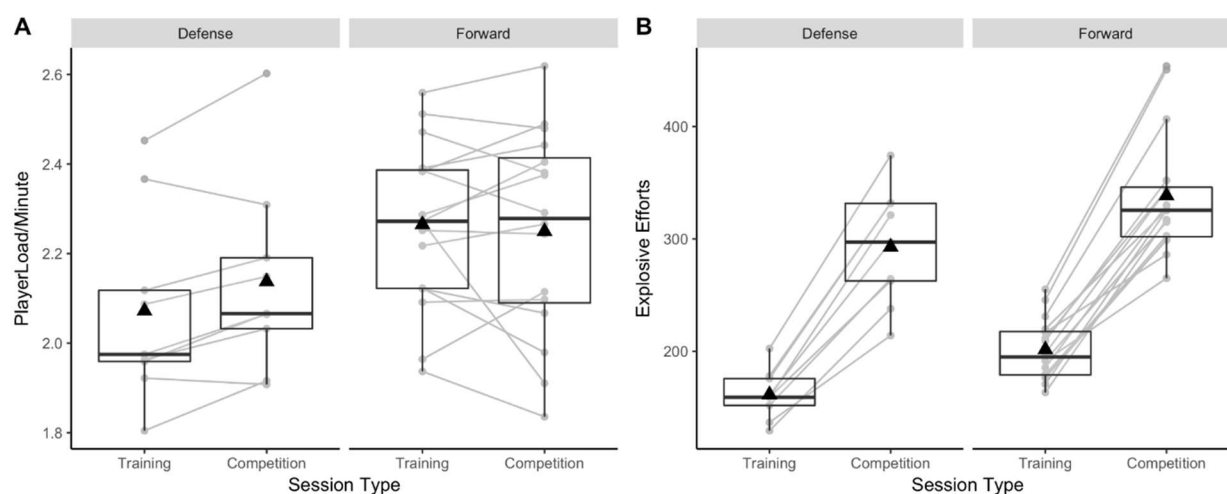 A
Defense
Forward
PlayerLoad/Minute
2.6
2.4
2.2
2.0
1.8
Training
Competition
Training
Competition
Session Type
B
Defense
Forward
Explosive Efforts
400
300
200
Training
Competition
Training
Competition
Session Type